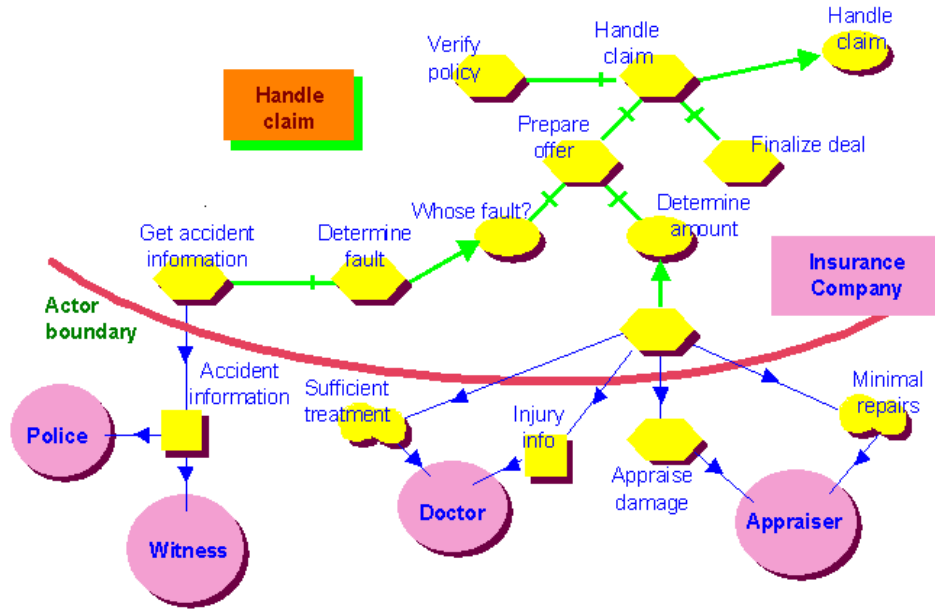 Handle
claim
Handle
claim
Verify
policy
Handle
claim
Prepare
offer
Finalize deal
Whose fault?
Determine
amount
Get accident
information
Determine
fault
Insurance
Company
Actor
boundary
Accident
information
Sufficient
treatment
Injury
info
Minimal
repairs
Police
Appraise
damage
Doctor
Appraiser
Witness